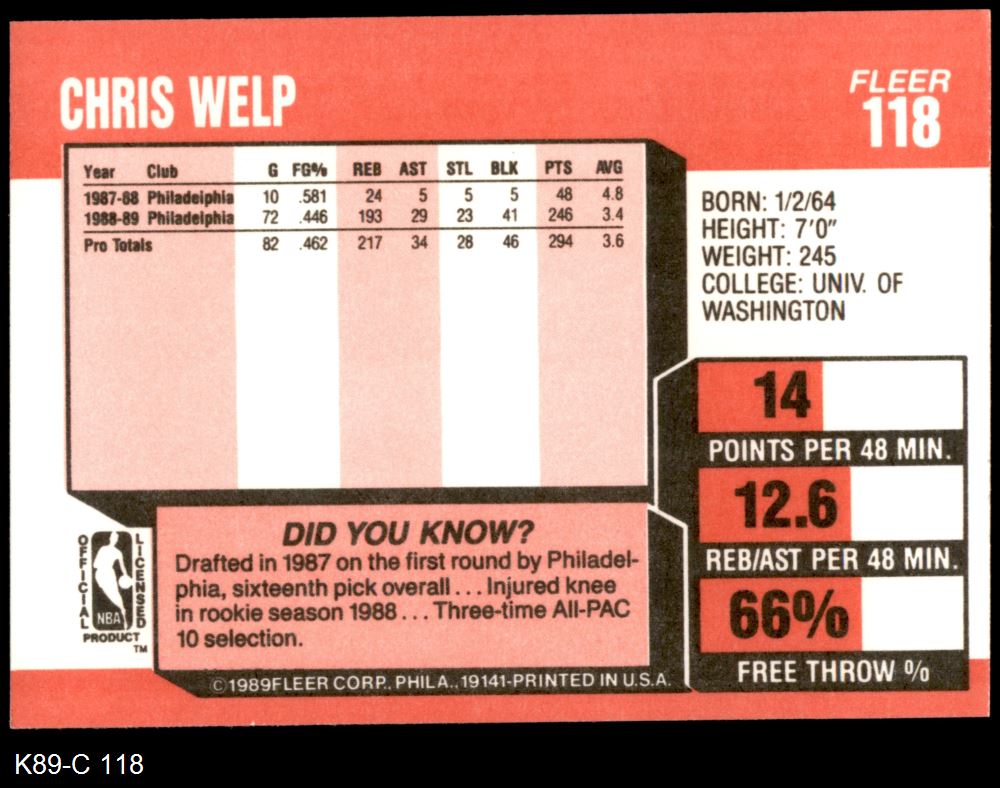 CHRIS WELP
FLEER
118
Year Club G FG% REB AST STL BLK PTS AVG
1987-88 Philadelphia 10 .581 24 5 5 5 48 4.8
1988-89 Philadelphia 72 .446 193 29 23 41 246 3.4
Pro Totals 82 .462 217 34 28 46 294 3.6
BORN: 1/2/64
HEIGHT: 7'0"
WEIGHT: 245
COLLEGE: UNIV. OF
WASHINGTON
14
POINTS PER 48 MIN.
12.6
REB/AST PER 48 MIN.
66%
FREE THROW %
OFFICIAL
LICENSED
NBA
PRODUCT
TM
DID YOU KNOW?
Drafted in 1987 on the first round by Philadel-
phia, sixteenth pick overall . . . Injured knee
in rookie season 1988 . . . Three-time All-PAC
10 selection.
©1989FLEER CORP., PHILA., 19141-PRINTED IN U.S.A.
K89-C 118